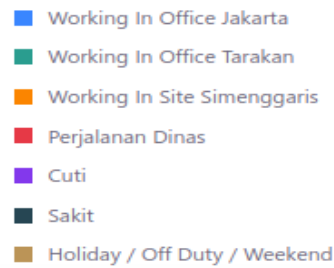 Working In Office Jakarta
Working In Office Tarakan
Working In Site Simenggaris
Perjalanan Dinas
Cuti
Sakit
Holiday / Off Duty / Weekend